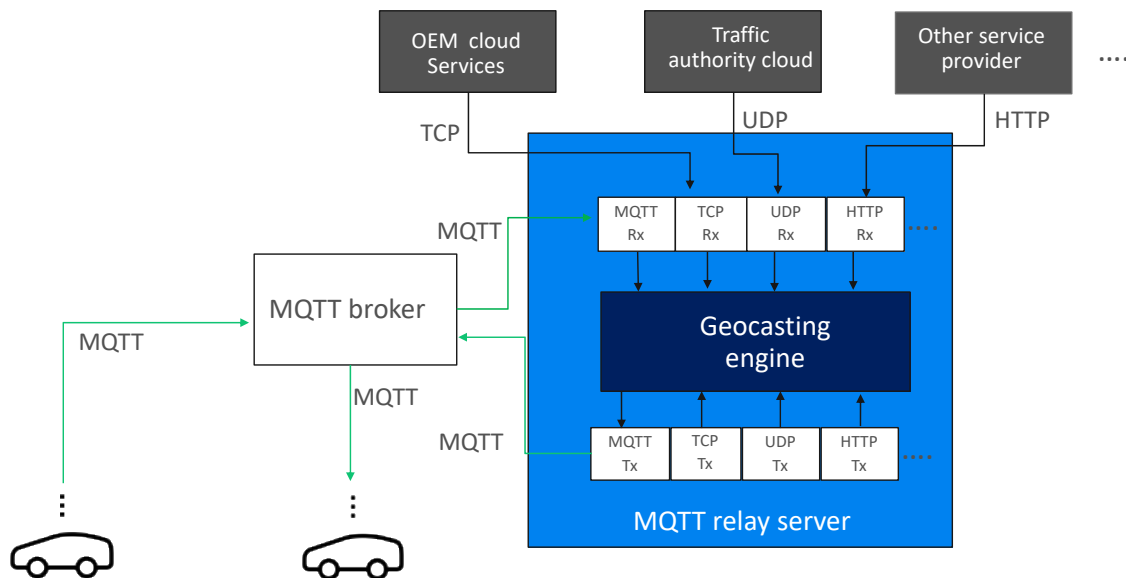 OEM cloud
Services
Traffic
authority cloud
Other service
provider
....
TCP
UDP
HTTP
MQTT
Rx
TCP
Rx
UDP
Rx
HTTP
Rx
....
MQTT
MQTT broker
MQTT
MQTT
MQTT
Geocasting
engine
MQTT
Tx
TCP
Tx
UDP
Tx
HTTP
Tx
....
MQTT relay server
...
...